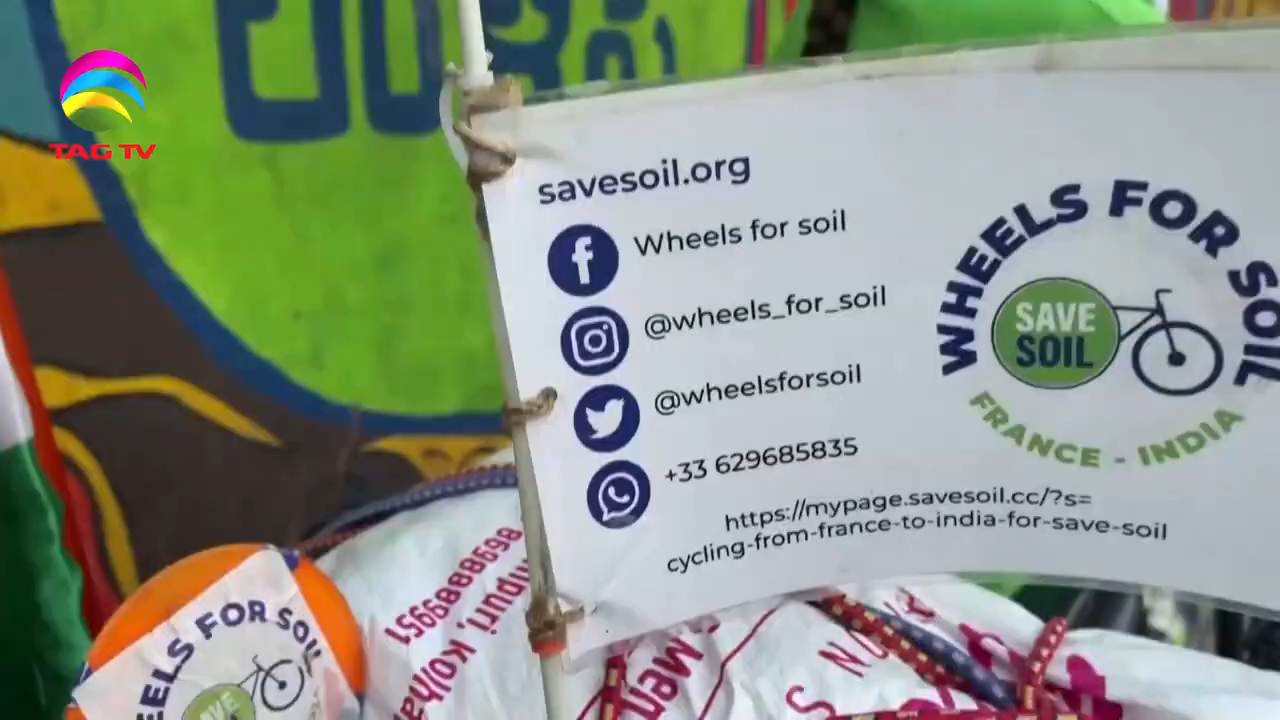 TAG TV
savesoil.org
Wheels for soil
@wheels_for_soil
@wheelsforsoil
+33 629685835
https://mypage.savesoil.cc/?s=
cycling-from-france-to-india-for-save-soil
WHEELS FOR SOIL
SAVE
SOIL
FRANCE - INDIA
FOR SOIL
8698889951